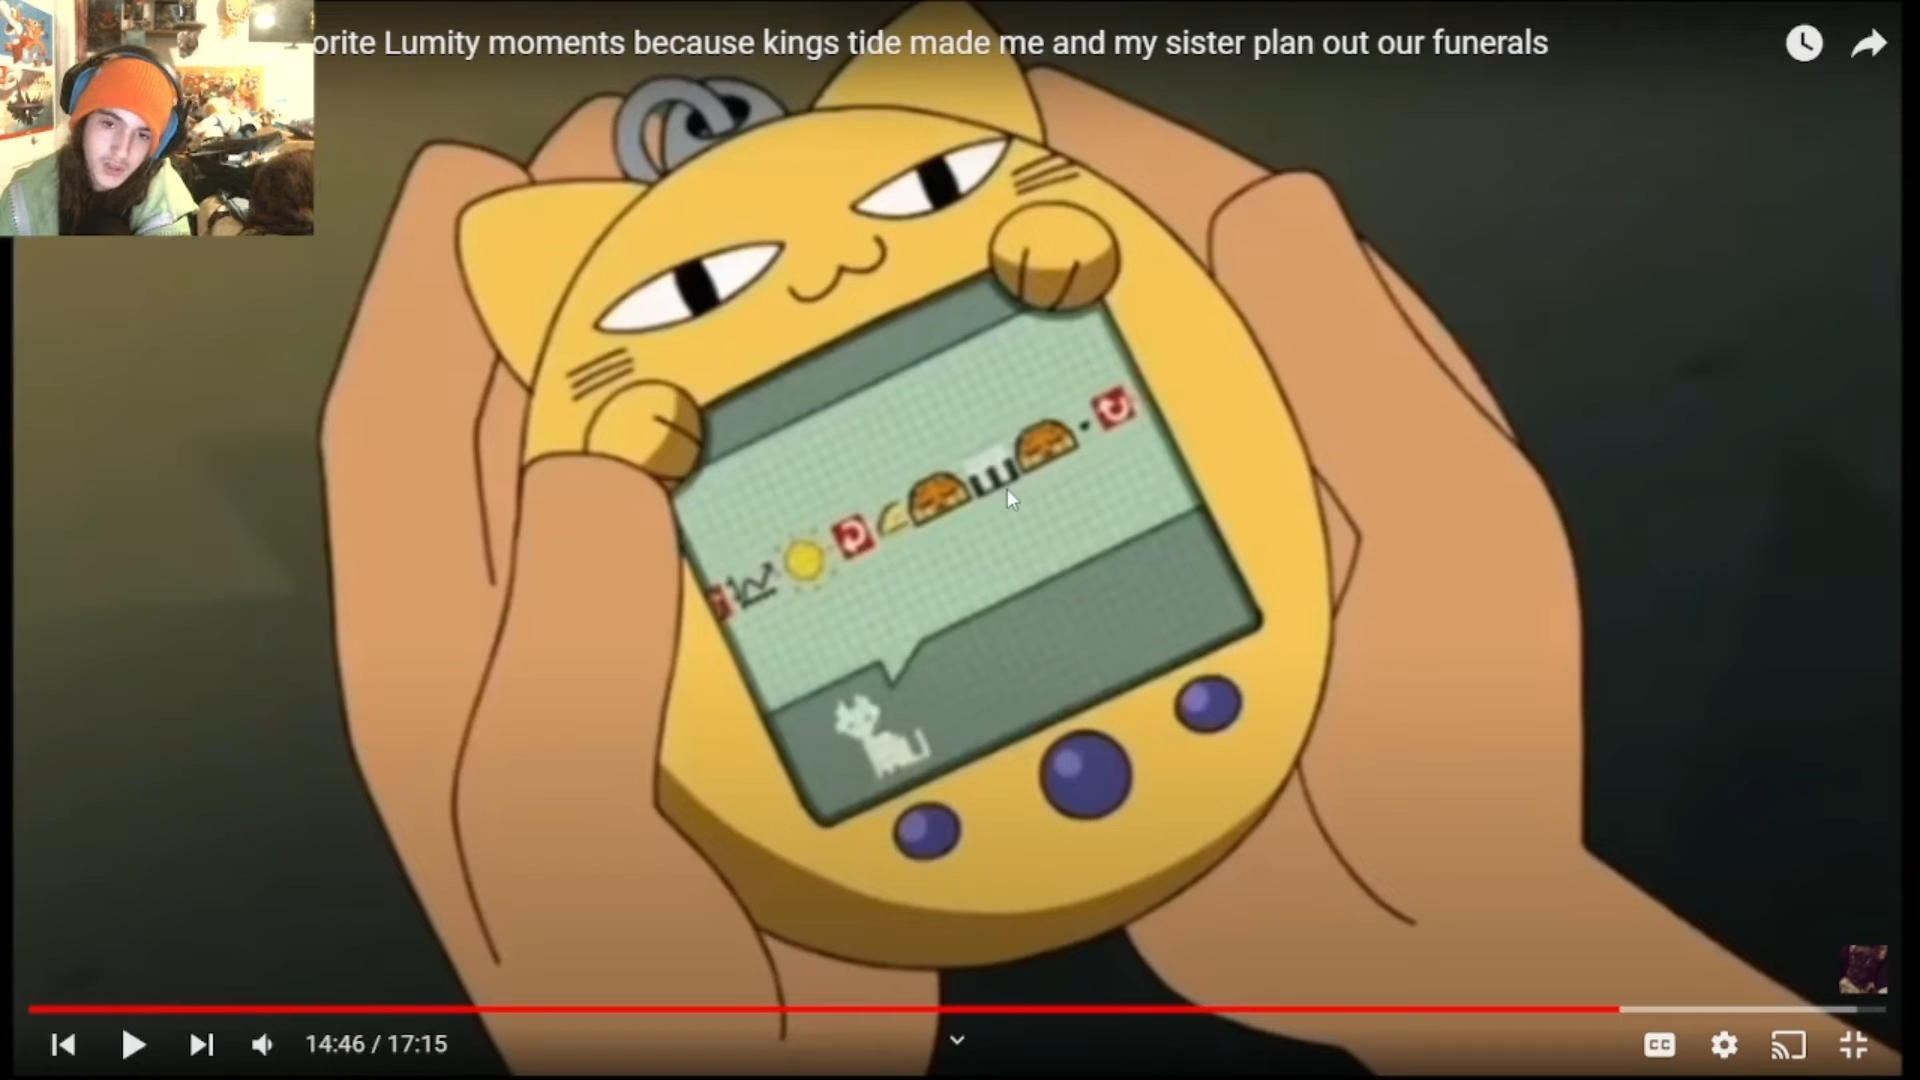 orite Lumity moments because kings tide made me and my sister plan out our funerals
14:46 / 17:15
CC